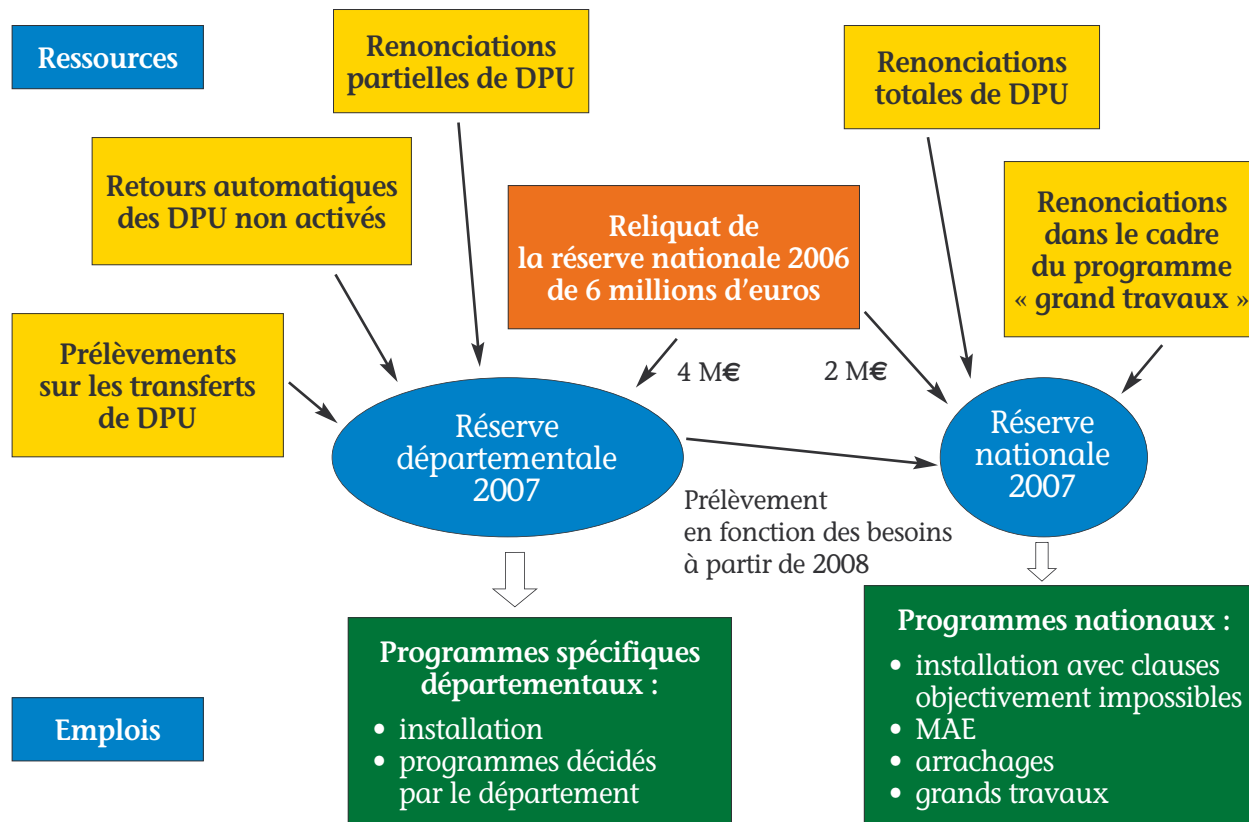 Ressources
Renonciations
partielles de DPU
Renonciations
totales de DPU
Retours automatiques
des DPU non activés
Reliquat de
la réserve nationale 2006
de 6 millions d’euros
Renonciations
dans le cadre
du programme
« grand travaux »
Prélèvements
sur les transferts
de DPU
4 M€
2 M€
Réserve
départementale
2007
Réserve
nationale
2007
Prélèvement
en fonction des besoins
à partir de 2008
Emplois
Programmes spécifiques
départementaux :
• installation
• programmes décidés
par le département
Programmes nationaux :
• installation avec clauses
objectivement impossibles
• MAE
• arrachages
• grands travaux